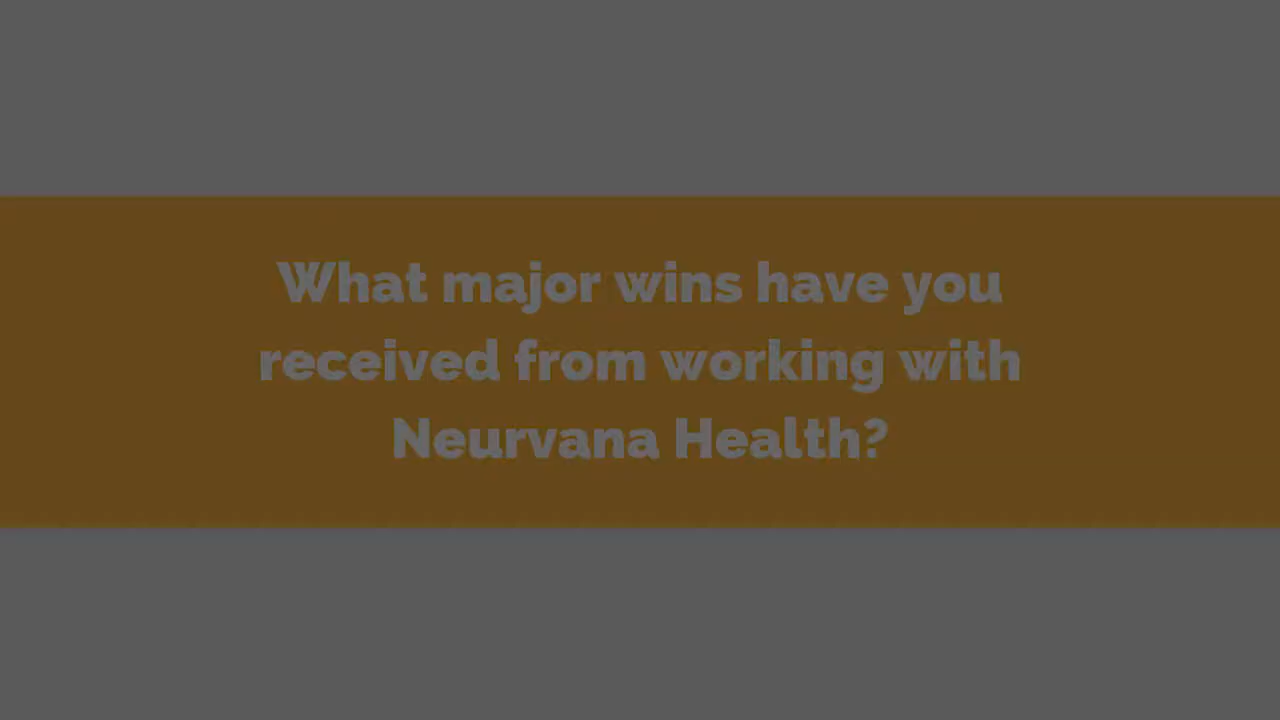 What major wins have you
received from working with
Neurvana Health?